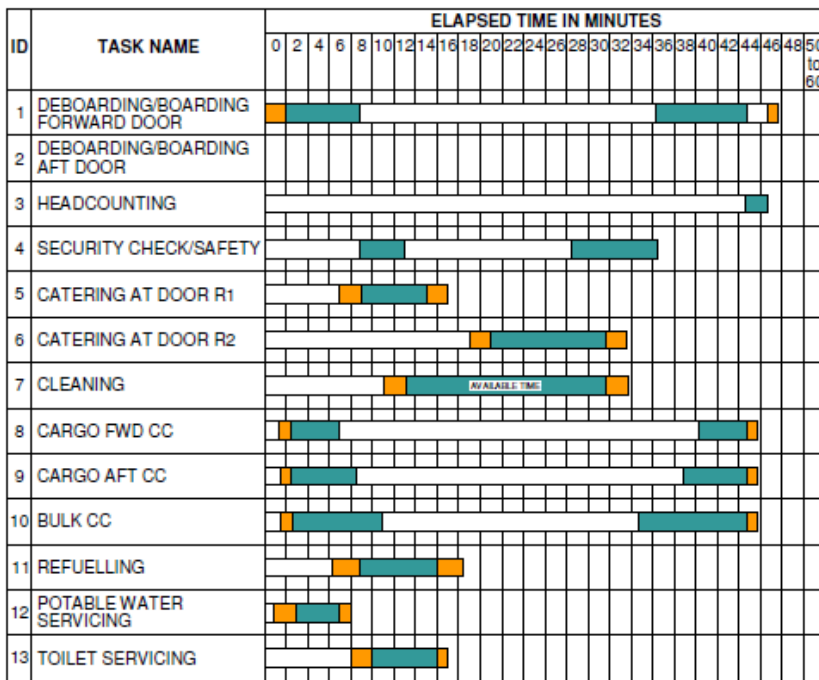 ELAPSED TIME IN MINUTES
ID TASK NAME 0 2 4 6 8 10 12 14 16 18 20 22 24 26 28 30 32 34 36 38 40 42 44 46 48 50
to
60
1 DEBOARDING/BOARDING
FORWARD DOOR
2 DEBOARDING/BOARDING
AFT DOOR
3 HEADCOUNTING
4 SECURITY CHECK/SAFETY
5 CATERING AT DOOR R1
6 CATERING AT DOOR R2
7 CLEANING AVAILABLE TIME
8 CARGO FWD CC
9 CARGO AFT CC
10 BULK CC
11 REFUELLING
12 POTABLE WATER
SERVICING
13 TOILET SERVICING